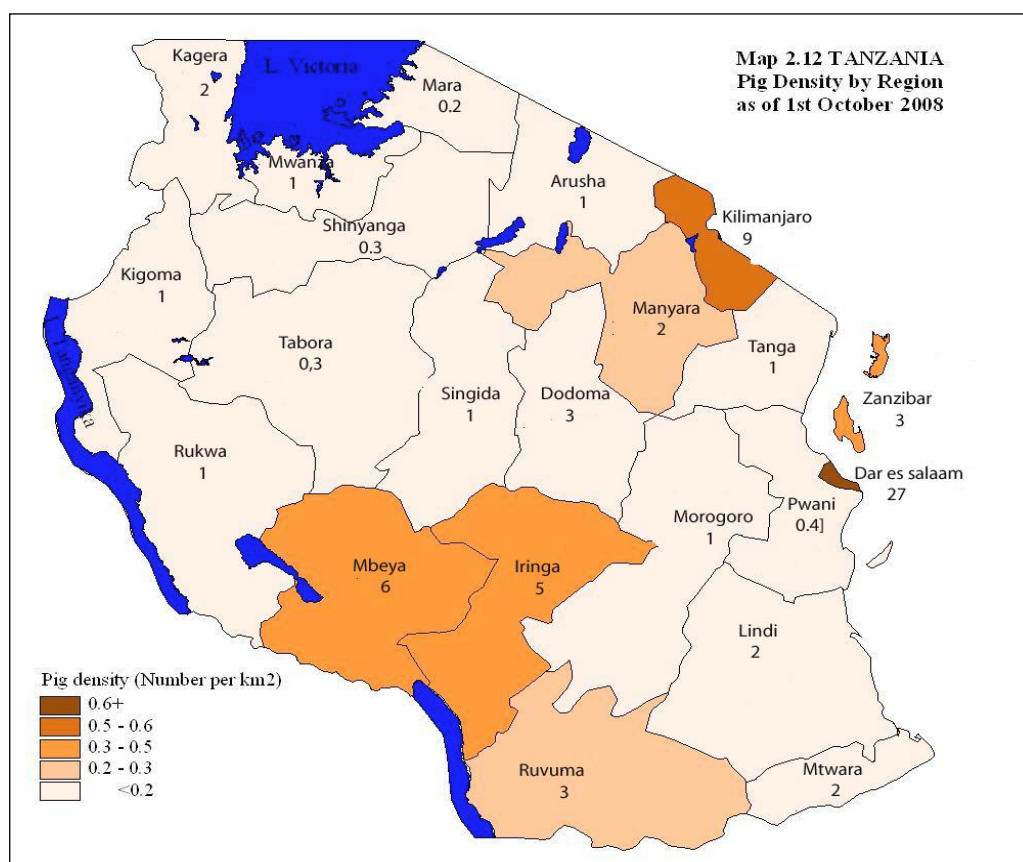 Map 2.12 TANZANIA
Pig Density by Region
as of 1st October 2008
Kagera
2
L. Victoria
Mara
0.2
Mwanza
1
Arusha
1
Shinyanga
0.3
Kilimanjaro
9
Kigoma
1
Manyara
2
Tabora
0,3
Tanga
1
Singida
1
Dodoma
3
Zanzibar
3
L. Tanganyika
Rukwa
1
Dar es salaam
27
Pwani
0.4]
Morogoro
1
Mbeya
6
Iringa
5
Lindi
2
Pig density (Number per km2)
0.6+
0.5 - 0.6
0.3 - 0.5
0.2 - 0.3
<0.2
Ruvuma
3
Mtwara
2